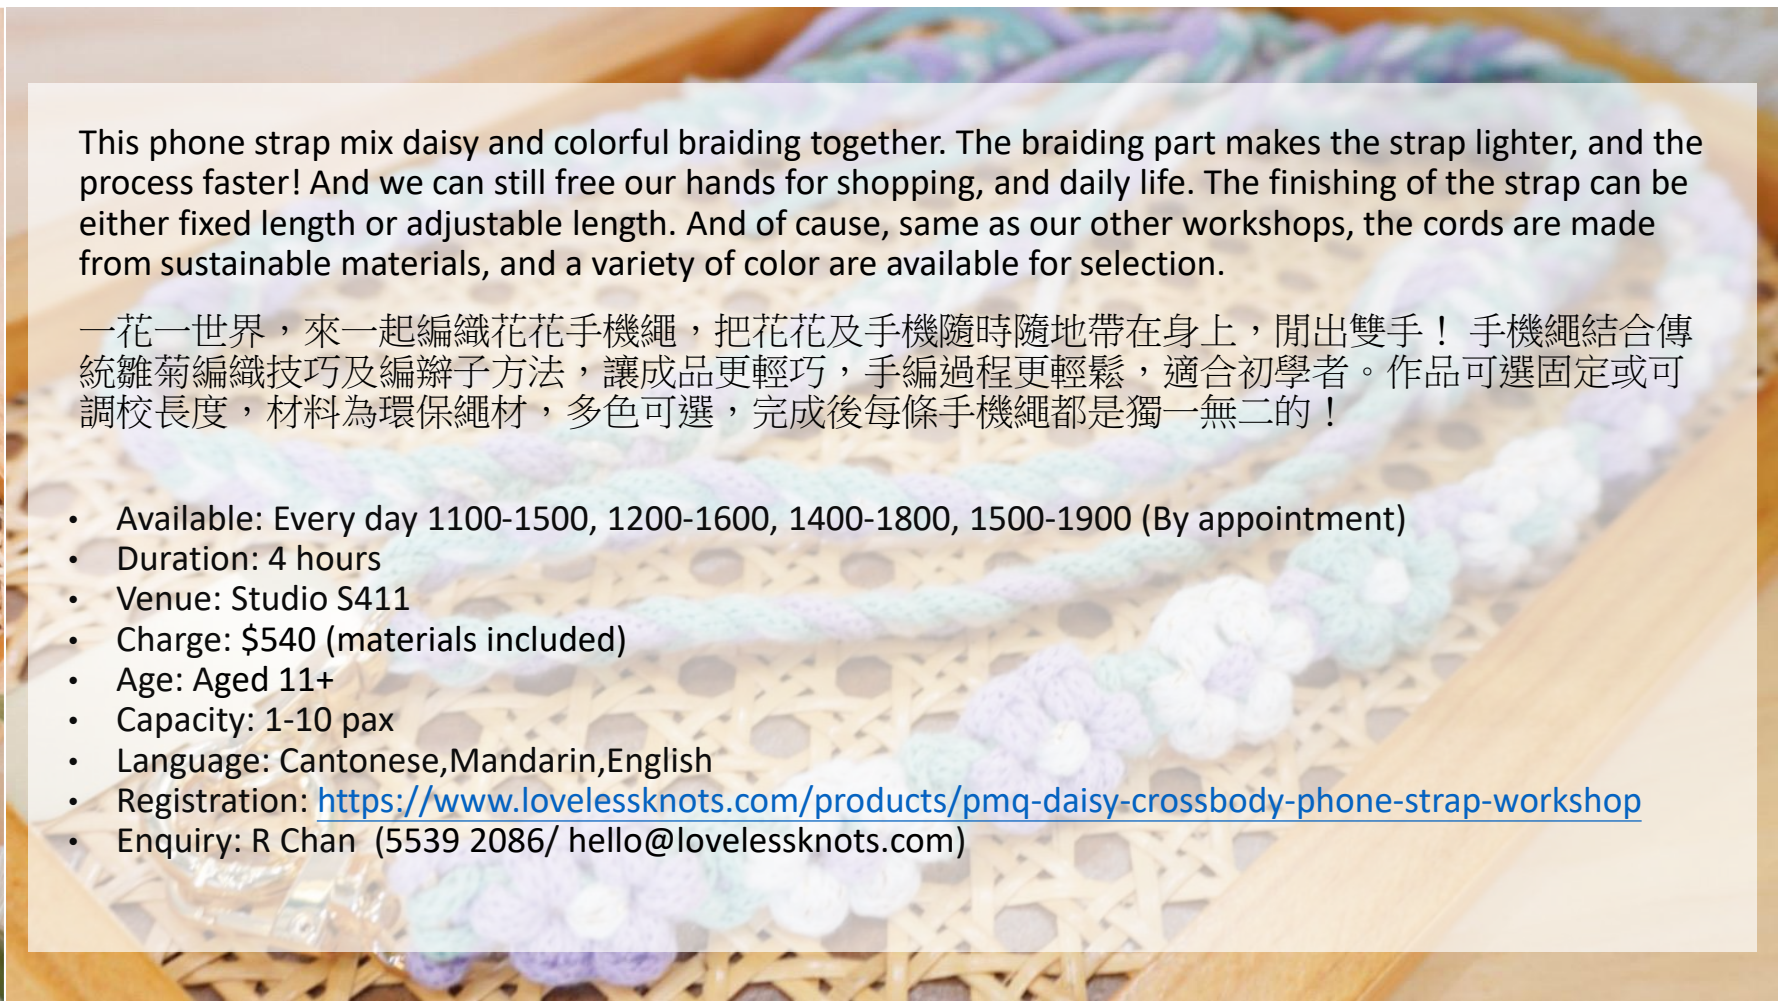 This phone strap mix daisy and colorful braiding together. The braiding part makes the strap lighter, and the
process faster! And we can still free our hands for shopping, and daily life. The finishing of the strap can be
either fixed length or adjustable length. And of cause, same as our other workshops, the cords are made
from sustainable materials, and a variety of color are available for selection.
一花一世界，來一起編織花花手機繩，把花花及手機隨時隨地帶在身上，閒出雙手！ 手機繩結合傳
統雛菊編織技巧及編辮子方法，讓成品更輕巧，手編過程更輕鬆，適合初學者。作品可選固定或可
調校長度，材料為環保繩材，多色可選，完成後每條手機繩都是獨一無二的！
• Available: Every day 1100-1500, 1200-1600, 1400-1800, 1500-1900 (By appointment)
• Duration: 4 hours
• Venue: Studio S411
• Charge: $540 (materials included)
• Age: Aged 11+
• Capacity: 1-10 pax
• Language: Cantonese,Mandarin,English
• Registration: https://www.lovelessknots.com/products/pmq-daisy-crossbody-phone-strap-workshop
• Enquiry: R Chan  (5539 2086/ hello@lovelessknots.com)